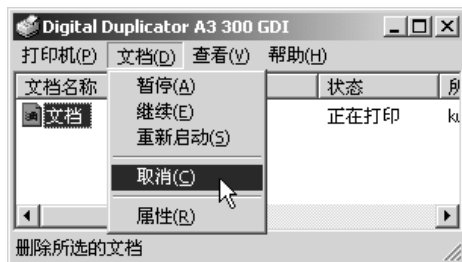 Digital Duplicator A3 300 GDI
打印机(P) 文档(D) 查看(V) 帮助(H)
文档名称 状态 所
文档 正在打印 ku
暂停(A)
继续(E)
重新启动(S)
取消(C)
属性(R)
删除所选的文档